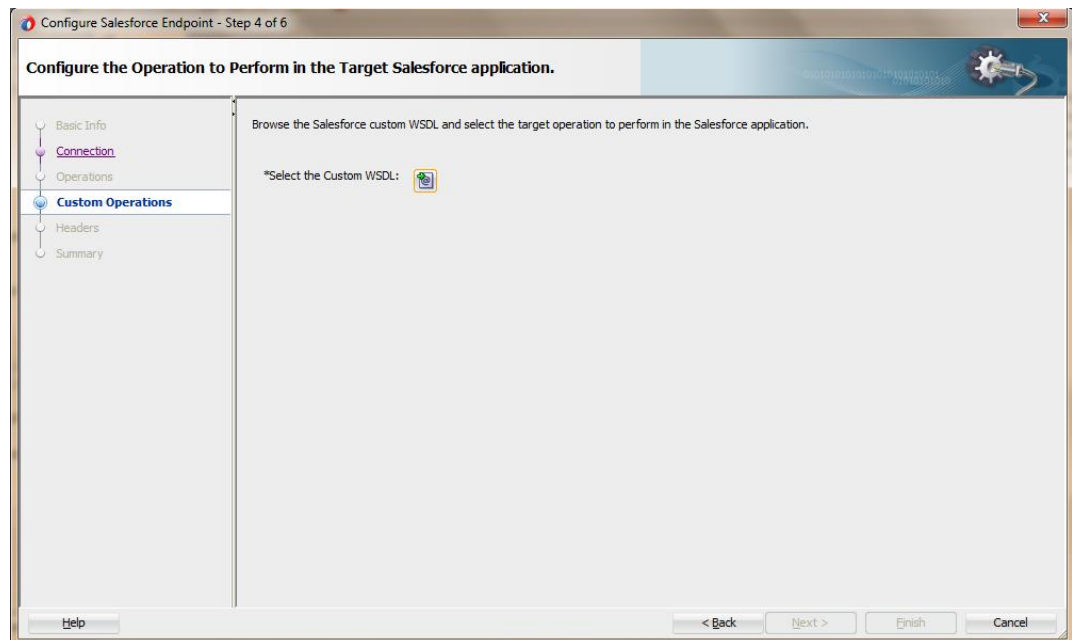 Configure Salesforce Endpoint - Step 4 of 6
x
Configure the Operation to Perform in the Target Salesforce application.
Basic Info
Connection
Operations
Custom Operations
Headers
Summary
Browse the Salesforce custom WSDL and select the target operation to perform in the Salesforce application.
*Select the Custom WSDL:
Help
< Back
Next >
Finish
Cancel